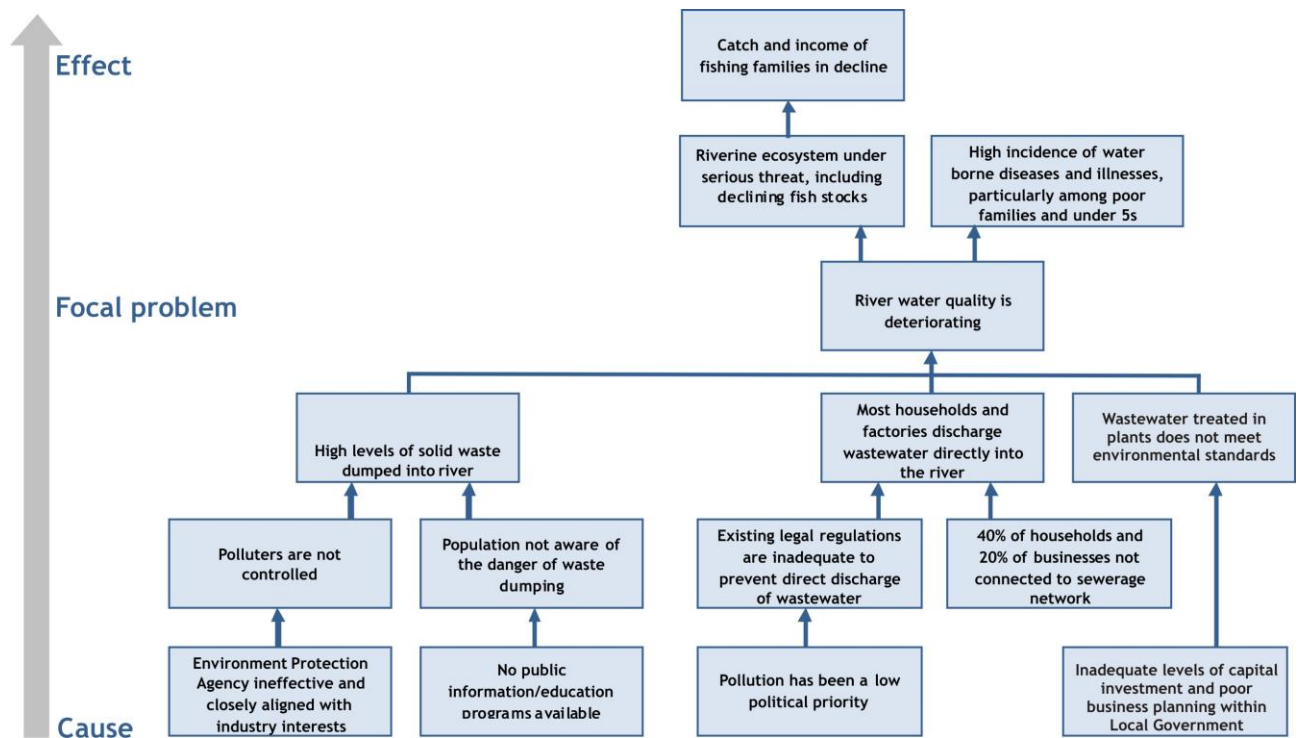 Effect
Catch and income of
fishing families in decline
Riverine ecosystem under
serious threat, including
declining fish stocks
High incidence of water
borne diseases and illnesses,
particularly among poor
families and under 5s
Focal problem
River water quality is
deteriorating
High levels of solid waste
dumped into river
Most households and
factories discharge
wastewater directly into
the river
Wastewater treated in
plants does not meet
environmental standards
Polluters are not
controlled
Population not aware of
the danger of waste
dumping
Existing legal regulations
are inadequate to
prevent direct discharge
of wastewater
40% of households and
20% of businesses not
connected to sewerage
network
Environment Protection
Agency ineffective and
closely aligned with
industry interests
No public
information/education
programs available
Pollution has been a low
political priority
Inadequate levels of capital
investment and poor
business planning within
Local Government
Cause